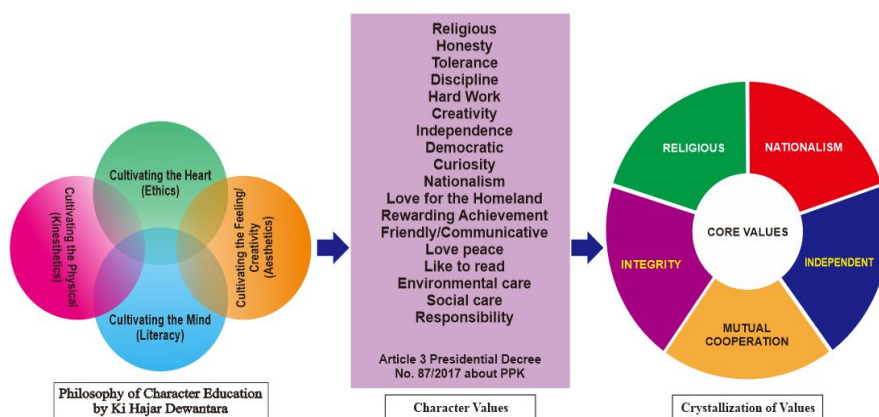 Cultivating the Heart
(Ethics)
Cultivating the Physical
(Kinesthetics)
Cultivating the Feeling/
Creativity
(Aesthetics)
Cultivating the Mind
(Literacy)
Philosophy of Character Education
by Ki Hajar Dewantara
Religious
Honesty
Tolerance
Discipline
Hard Work
Creativity
Independence
Democratic
Curiosity
Nationalism
Love for the Homeland
Rewarding Achievement
Friendly/Communicative
Love peace
Like to read
Environmental care
Social care
Responsibility
Article 3 Presidential Decree
No. 87/2017 about PPK
Character Values
RELIGIOUS
NATIONALISM
CORE VALUES
INTEGRITY
INDEPENDENT
MUTUAL
COOPERATION
Crystallization of Values